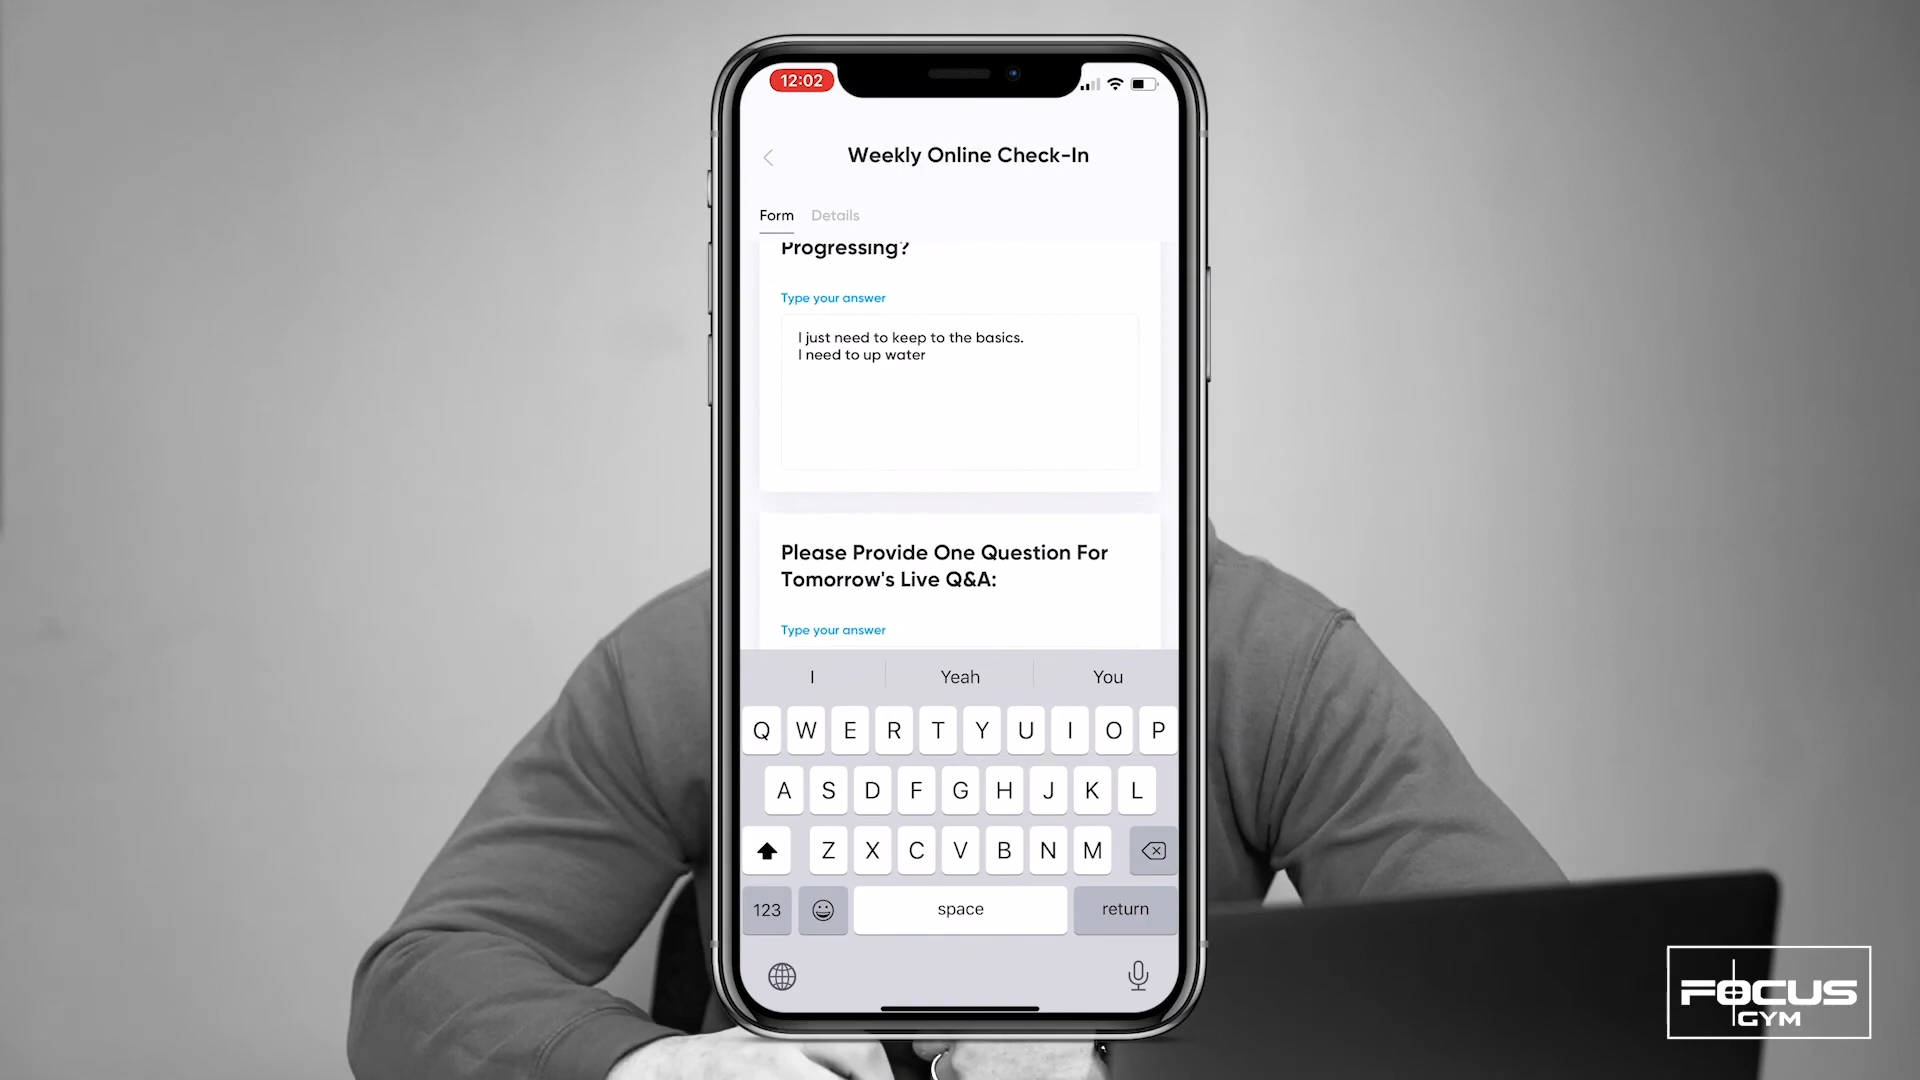 12:02
Weekly Online Check-In
Form Details
Progressing?
Type your answer
I just need to keep to the basics.
I need to up water
Please Provide One Question For
Tomorrow's Live Q&A:
Type your answer
I Yeah You
Q W E R T Y U I O P
A S D F G H J K L
Z X C V B N M
123 space return
FOCUS
GYM